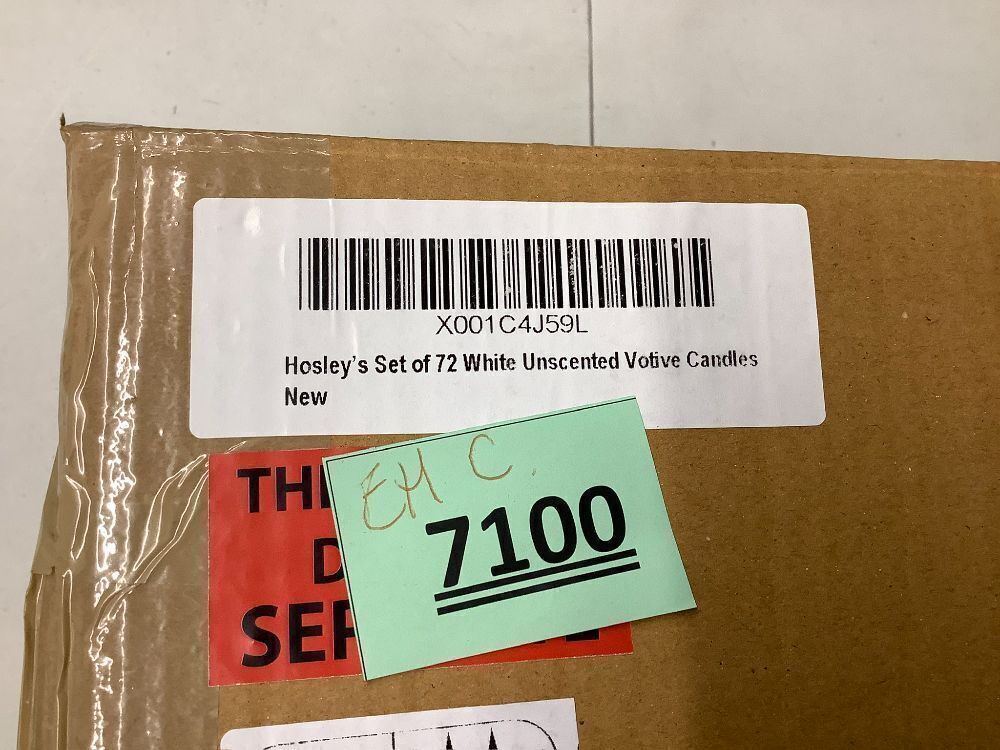 X001C4J59L
Hosley's Set of 72 White Unscented Votive Candles
New
EH C.
7100